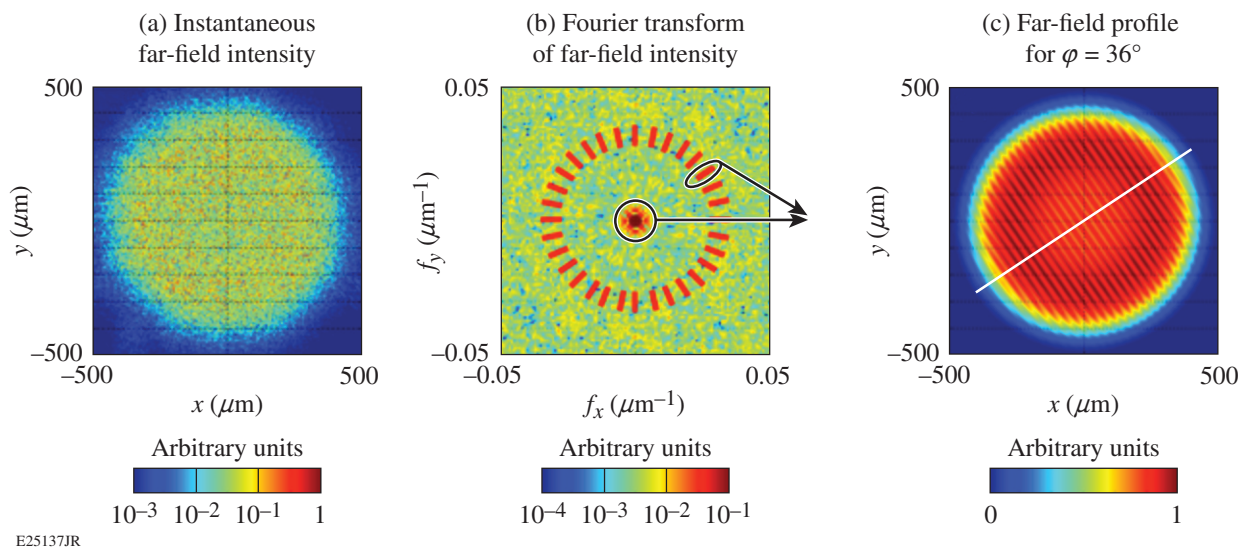 (a) Instantaneous
far-field intensity
(b) Fourier transform
of far-field intensity
(c) Far-field profile
for φ = 36°
500
y (μm)
–500
–500
500
x (μm)
0.05
f_y (μm⁻¹)
–0.05
–0.05
0.05
f_x (μm⁻¹)
500
y (μm)
–500
–500
500
x (μm)
Arbitrary units
10⁻³ 10⁻² 10⁻¹ 1
Arbitrary units
10⁻⁴ 10⁻³ 10⁻² 10⁻¹
Arbitrary units
0 1
E25137JR